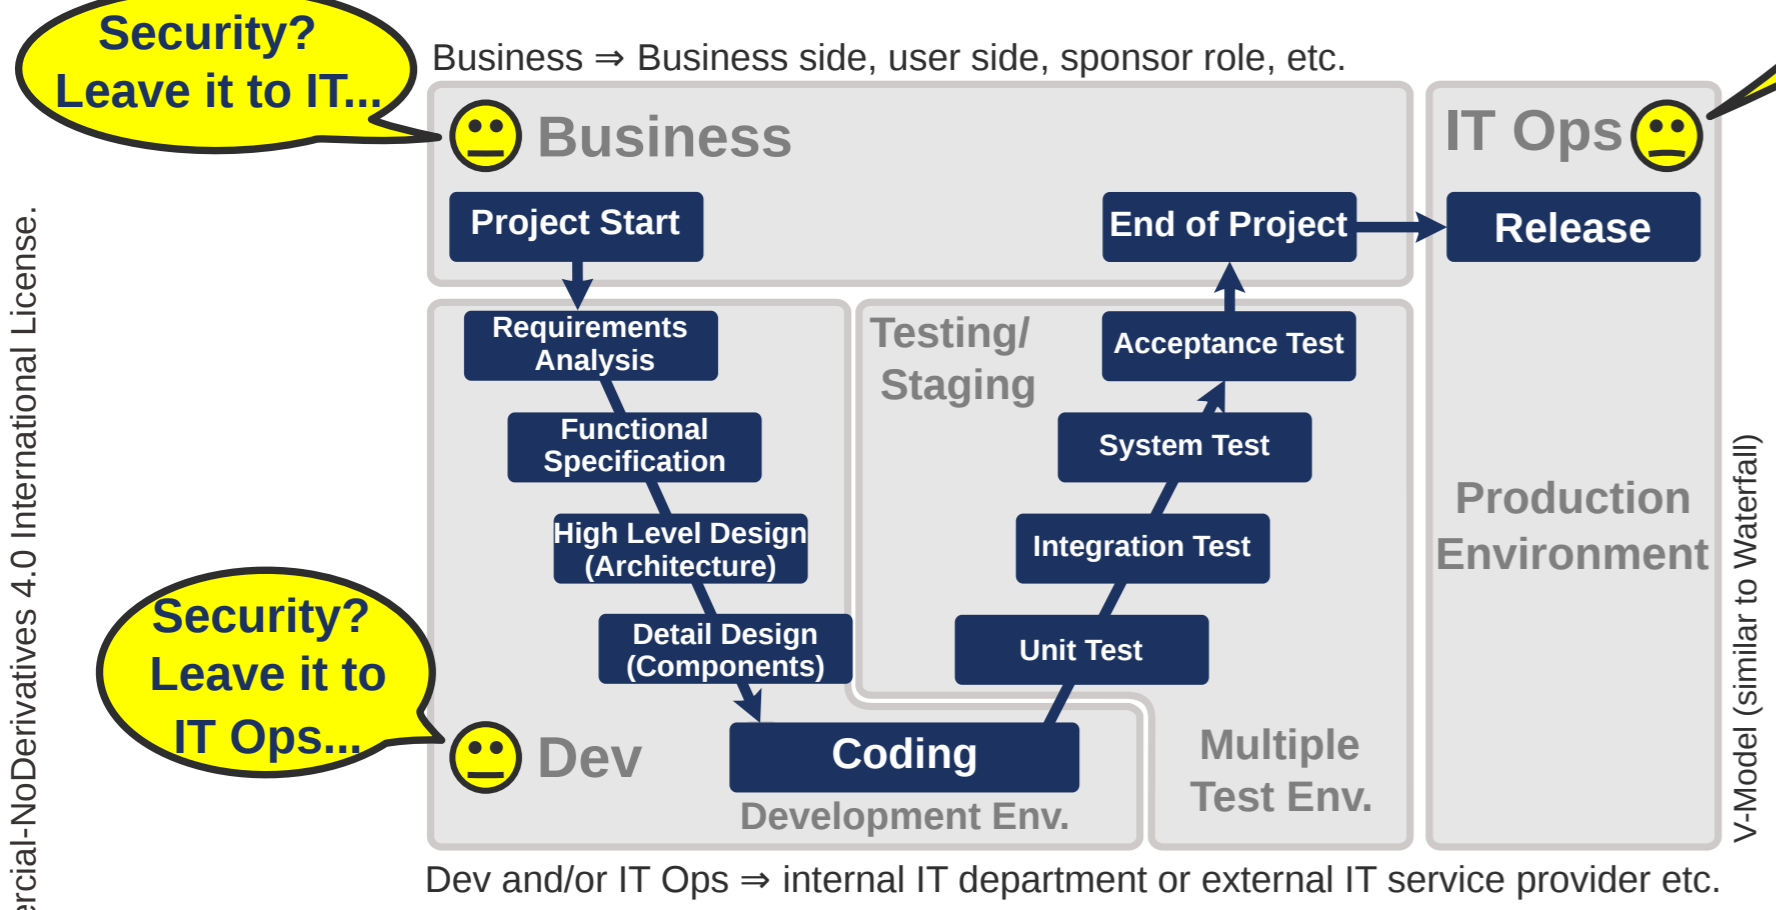 Security?
Leave it to IT...
Business ⇒ Business side, user side, sponsor role, etc.
Business
IT Ops
Project Start
End of Project
Release
Requirements
Analysis
Testing/
Staging
Acceptance Test
Functional
Specification
System Test
High Level Design
(Architecture)
Integration Test
Production
Environment
Detail Design
(Components)
Unit Test
Security?
Leave it to
IT Ops...
Dev
Coding
Development Env.
Multiple
Test Env.
Dev and/or IT Ops ⇒ internal IT department or external IT service provider etc.
V-Model (similar to Waterfall)
ercial-NoDerivatives 4.0 International License.